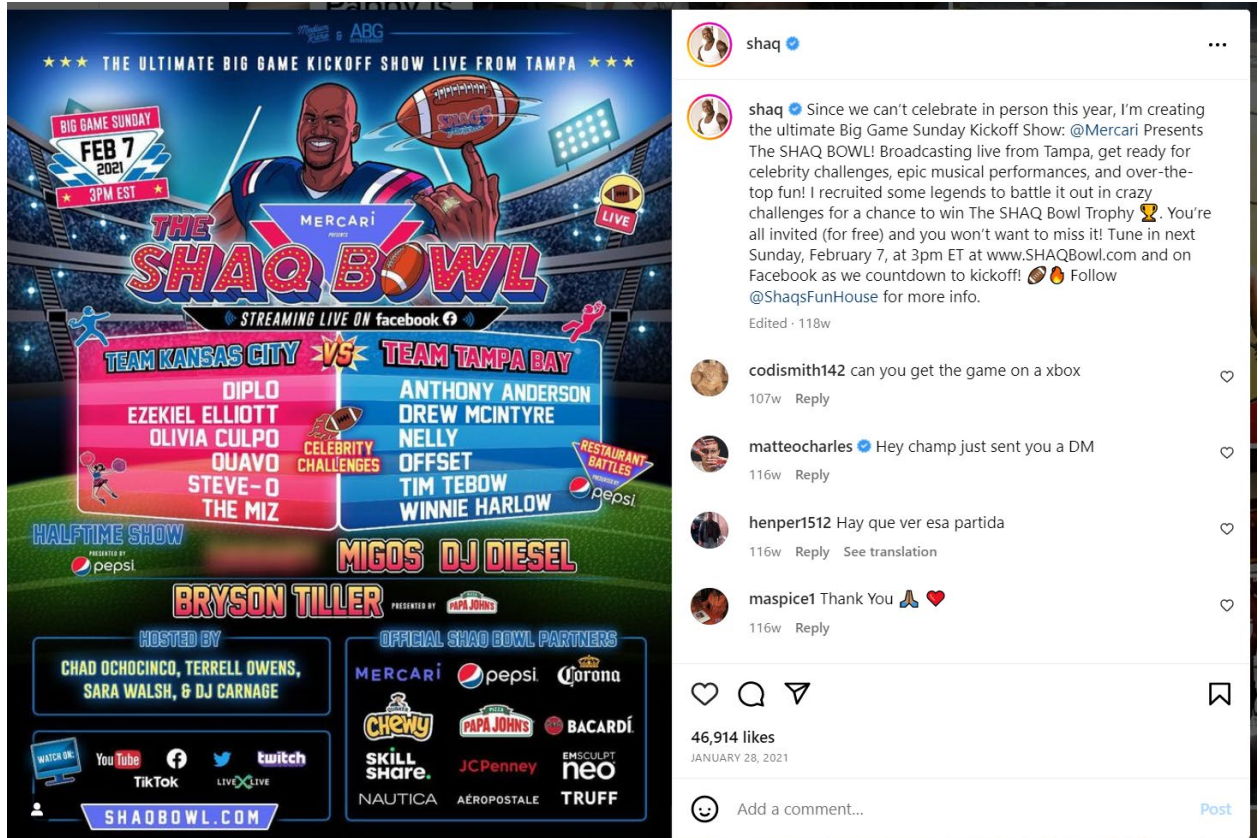 Medium Rare & ABG ENTERTAINMENT
★★★ THE ULTIMATE BIG GAME KICKOFF SHOW LIVE FROM TAMPA ★★★
BIG GAME SUNDAY
FEB 7
2021
3PM EST
LIVE
MERCARI
PRESENTS
THE
SHAQ BOWL
STREAMING LIVE ON facebook
TEAM KANSAS CITY VS TEAM TAMPA BAY
DIPLO
EZEKIEL ELLIOTT
OLIVIA CULPO
QUAVO
STEVE-O
THE MIZ
CELEBRITY
CHALLENGES
ANTHONY ANDERSON
DREW MCINTYRE
NELLY
OFFSET
TIM TEBOW
WINNIE HARLOW
RESTAURANT
BATTLES
PRESENTED BY
pepsi
HALFTIME SHOW
PRESENTED BY
pepsi
MIGOS DJ DIESEL
BRYSON TILLER PRESENTED BY PAPA JOHN'S
HOSTED BY
CHAD OCHOCINCO, TERRELL OWENS,
SARA WALSH, & DJ CARNAGE
WATCH ON:
YouTube twitch
TikTok LIVEXLIVE
SHAQBOWL.COM
OFFICIAL SHAQ BOWL PARTNERS
MERCARI pepsi Corona
QUAKER CHEWY PIZZA PAPA JOHN'S BACARDÍ
SKILL SHARE. JCPenney EMSCULPT neo
NAUTICA AÉROPOSTALE TRUFF
shaq
shaq Since we can't celebrate in person this year, I'm creating
the ultimate Big Game Sunday Kickoff Show: @Mercari Presents
The SHAQ BOWL! Broadcasting live from Tampa, get ready for
celebrity challenges, epic musical performances, and over-the-
top fun! I recruited some legends to battle it out in crazy
challenges for a chance to win The SHAQ Bowl Trophy 🏆. You're
all invited (for free) and you won't want to miss it! Tune in next
Sunday, February 7, at 3pm ET at www.SHAQBowl.com and on
Facebook as we countdown to kickoff! 🏈🔥 Follow
@ShaqsFunHouse for more info.
Edited · 118w
codismith142 can you get the game on a xbox
107w Reply
matteocharles Hey champ just sent you a DM
116w Reply
henper1512 Hay que ver esa partida
116w Reply See translation
maspice1 Thank You 🙏🏽 ❤️
116w Reply
46,914 likes
JANUARY 28, 2021
Add a comment...
Post